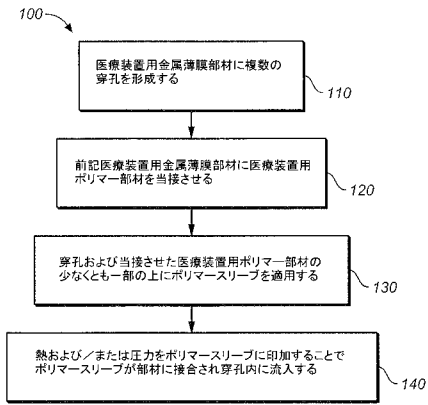 100
医療装置用金属薄膜部材に複数の
穿孔を形成する
110
前記医療装置用金属薄膜部材に医療装置用
ポリマー部材を当接させる
120
穿孔および当接させた医療装置用ポリマー部材の
少なくとも一部の上にポリマースリーブを適用する
130
熱および/または圧力をポリマースリーブに印加することで
ポリマースリーブが部材に接合され穿孔内に流入する
140